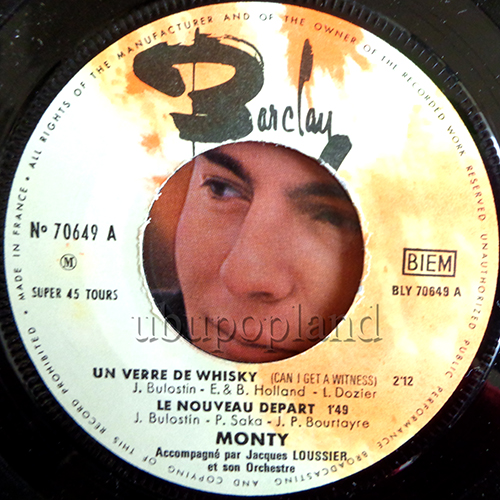 • ALL RIGHTS OF THE MANUFACTURER AND OF THE OWNER OF THE RECORDED WORK RESERVED UNAUTHORIZED PUBLIC PERFORMANCE BROADCASTING AND COPYING OF THIS RECORD PROHIBITED • MADE IN FRANCE
Barclay
Nº 70649 A
M
SUPER 45 TOURS
BIEM
BLY 70649 A
ubupopland
UN VERRE DE WHISKY (CAN I GET A WITNESS) 2'12
J. Bulostin - E. & B. Holland - L. Dozier
LE NOUVEAU DEPART 1'49
J. Bulostin - P. Saka - J. P. Bourtayre
MONTY
Accompagné par Jacques LOUSSIER
et son Orchestre